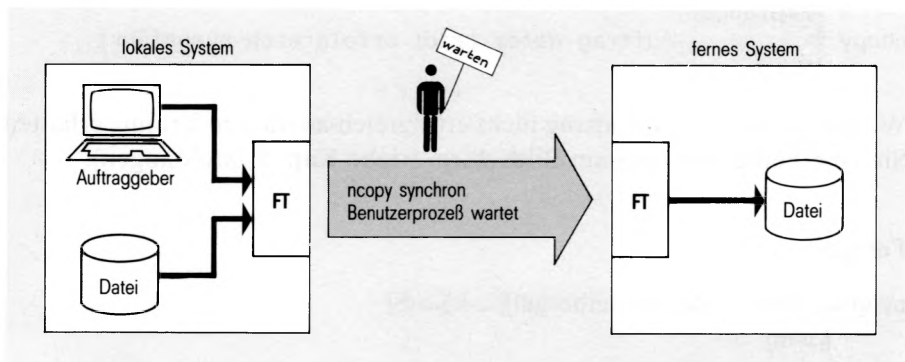 lokales System
warten
fernes System
Auftraggeber
FT
ncopy synchron
Benutzerprozeß wartet
FT
Datei
Datei